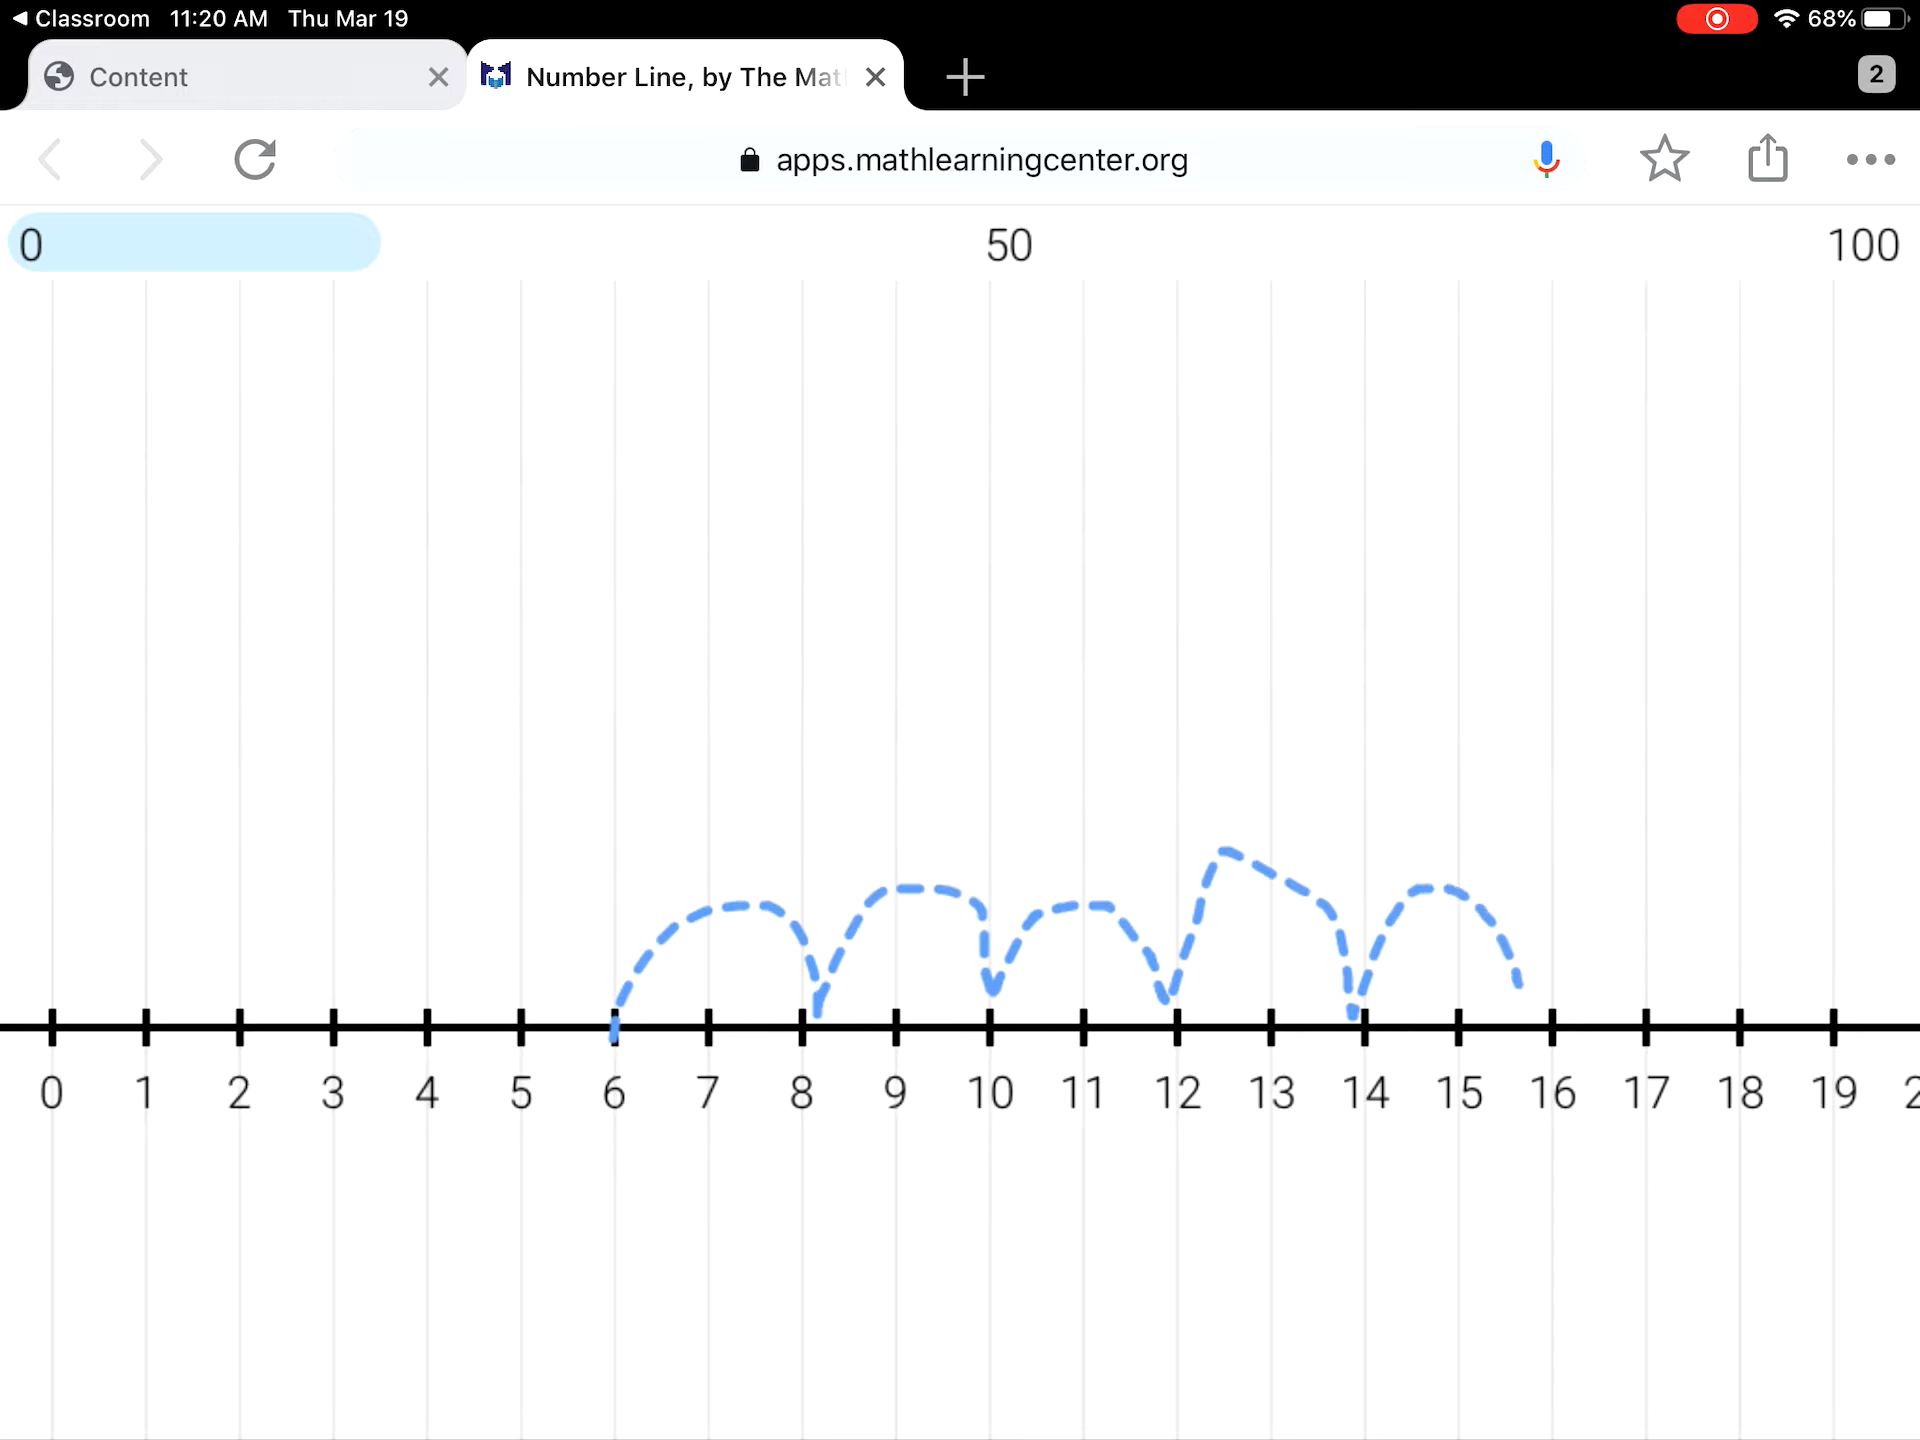 Classroom 11:20 AM Thu Mar 19 68%
Content Number Line, by The Mat 2
apps.mathlearningcenter.org
0 50 100
0 1 2 3 4 5 6 7 8 9 10 11 12 13 14 15 16 17 18 19 2